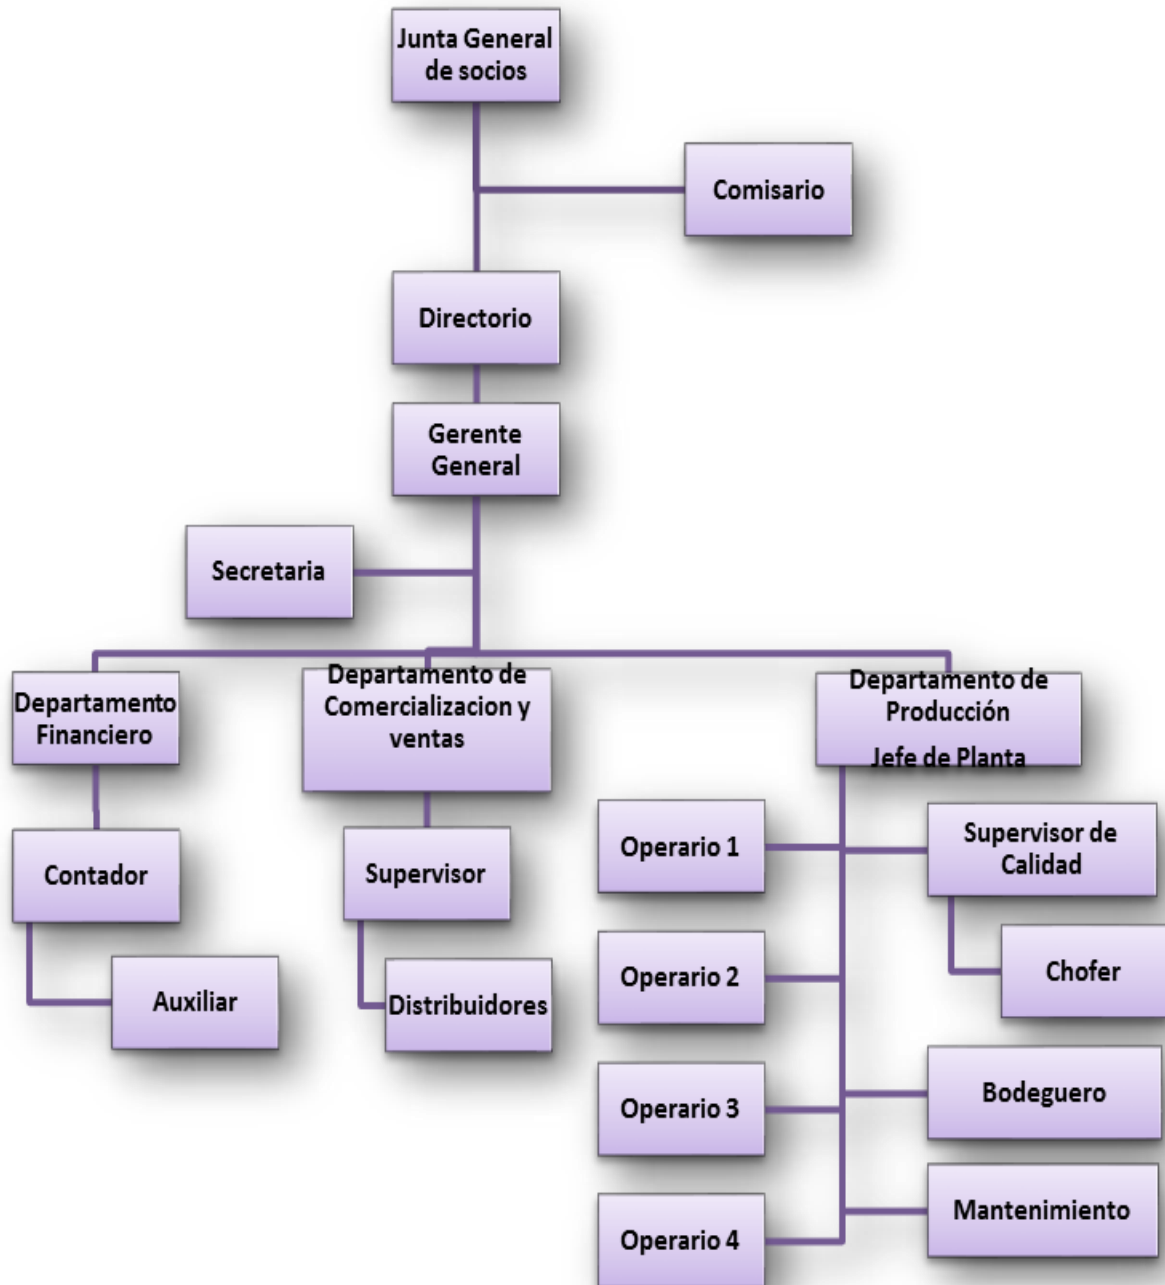 Junta General
de socios
Comisario
Directorio
Gerente
General
Secretaria
Departamento
Financiero
Departamento de
Comercializacion y
ventas
Departamento de
Producción
Jefe de Planta
Contador
Auxiliar
Supervisor
Distribuidores
Operario 1
Operario 2
Operario 3
Operario 4
Supervisor de
Calidad
Chofer
Bodeguero
Mantenimiento